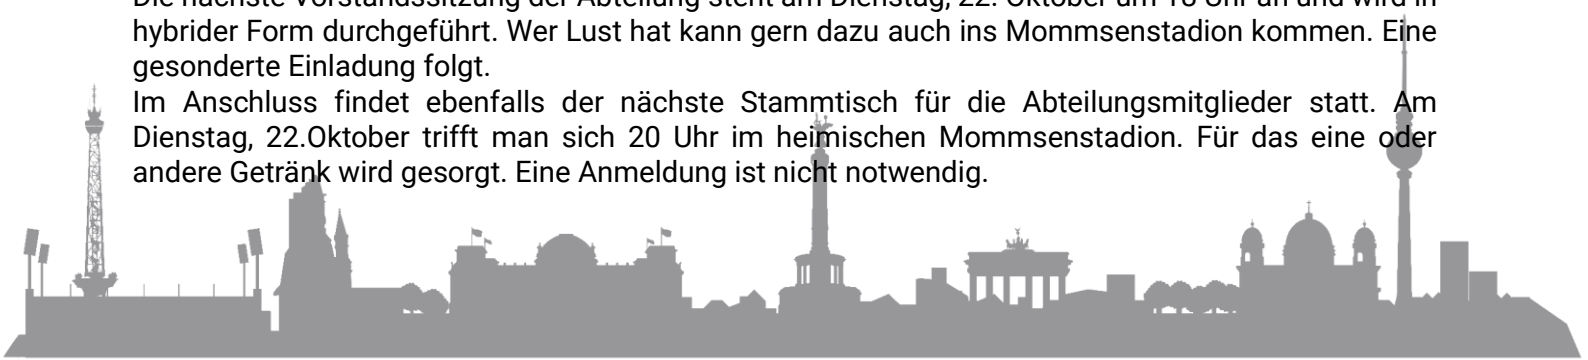 Die nächste Vorstandssitzung der Abteilung steht am Dienstag, 22. Oktober um 18 Uhr an und wird in
hybrider Form durchgeführt. Wer Lust hat kann gern dazu auch ins Mommsenstadion kommen. Eine
gesonderte Einladung folgt.
Im Anschluss findet ebenfalls der nächste Stammtisch für die Abteilungsmitglieder statt. Am
Dienstag, 22.Oktober trifft man sich 20 Uhr im heimischen Mommsenstadion. Für das eine oder
andere Getränk wird gesorgt. Eine Anmeldung ist nicht notwendig.